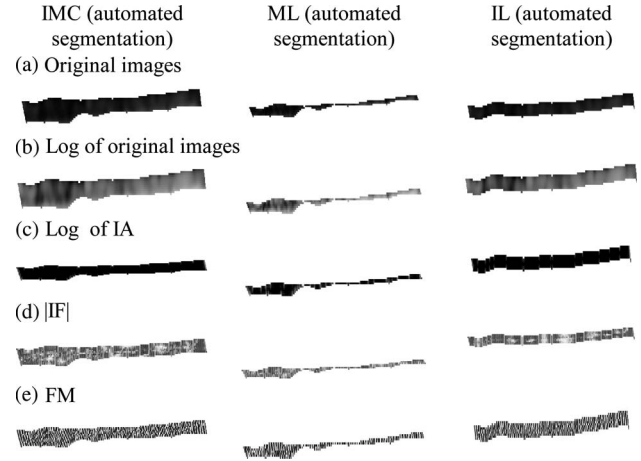 IMC (automated segmentation)
ML (automated segmentation)
IL (automated segmentation)
(a) Original images
(b) Log of original images
(c) Log of IA
(d) |IF|
(e) FM